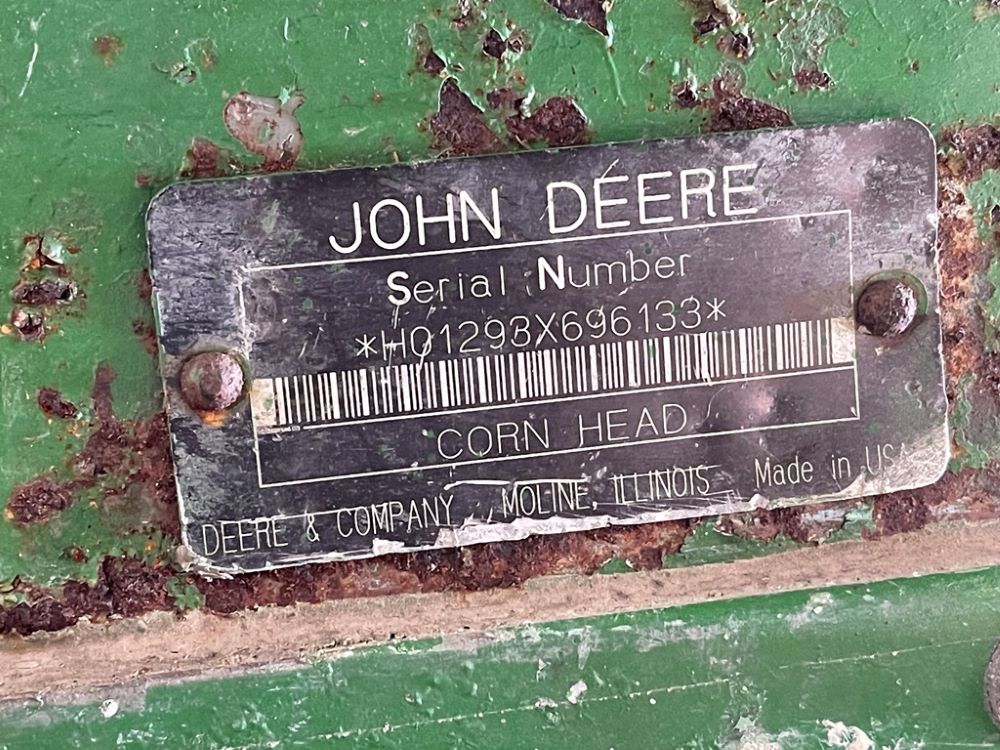 JOHN DEERE
Serial Number
*H01293X696133*
CORN HEAD
DEERE & COMPANY MOLINE, ILLINOIS Made in USA